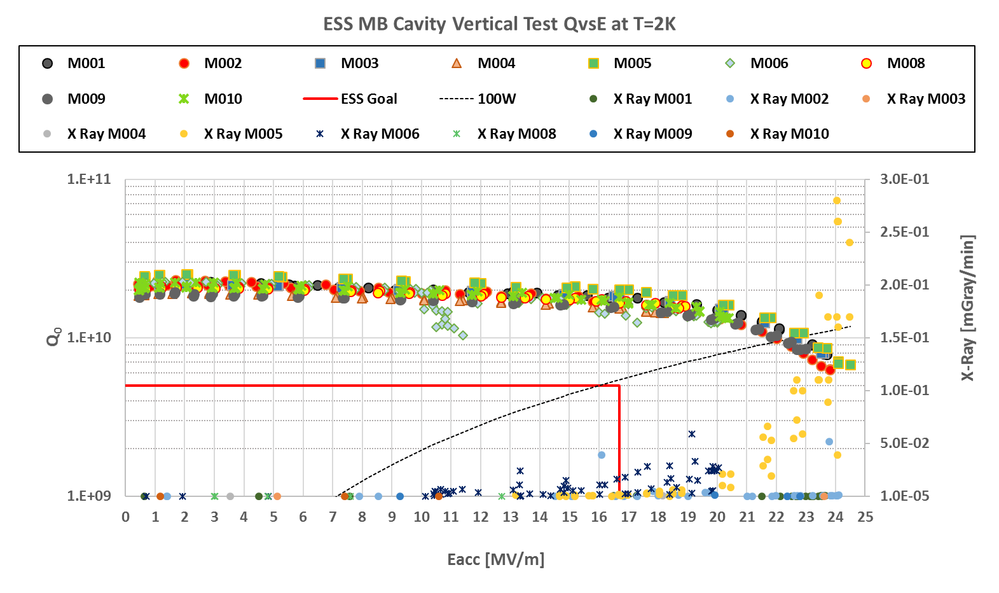 ESS MB Cavity Vertical Test QvsE at T=2K
M001 M002 M003 M004 M005 M006 M008
M009 M010 ESS Goal 100W X Ray M001 X Ray M002 X Ray M003
X Ray M004 X Ray M005 X Ray M006 X Ray M008 X Ray M009 X Ray M010
1.E+11
1.E+10
1.E+09
Q0
3.0E-01
2.5E-01
2.0E-01
1.5E-01
1.0E-01
5.0E-02
1.0E-05
X-Ray [mGray/min]
0 1 2 3 4 5 6 7 8 9 10 11 12 13 14 15 16 17 18 19 20 21 22 23 24 25
Eacc [MV/m]